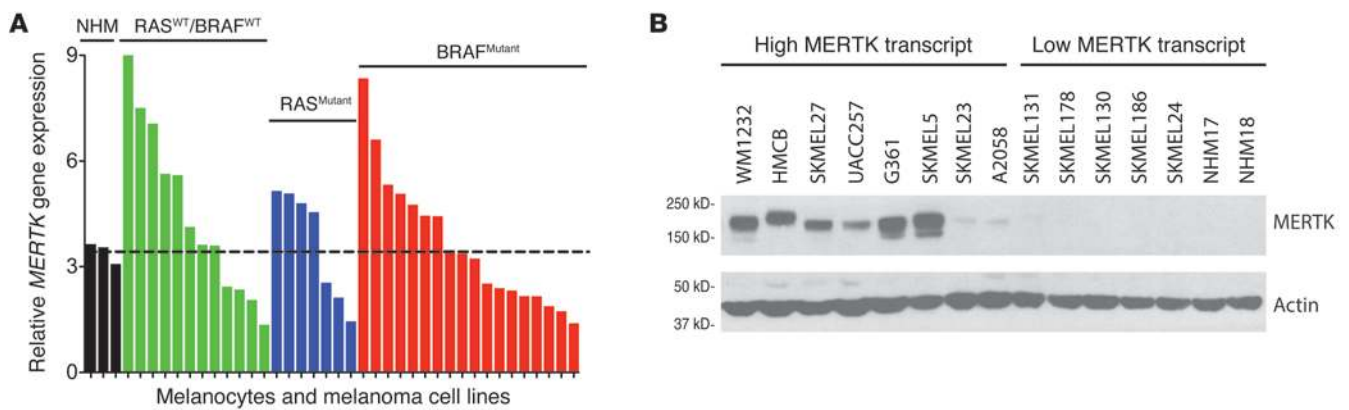 A
NHM
RAS^WT/BRAF^WT
BRAF^Mutant
RAS^Mutant
Relative MERTK gene expression
9
6
3
0
Melanocytes and melanoma cell lines
B
High MERTK transcript
Low MERTK transcript
WM1232
HMCB
SKMEL27
UACC257
G361
SKMEL5
SKMEL23
A2058
SKMEL131
SKMEL178
SKMEL130
SKMEL186
SKMEL24
NHM17
NHM18
250 kD-
150 kD-
MERTK
50 kD-
37 kD-
Actin